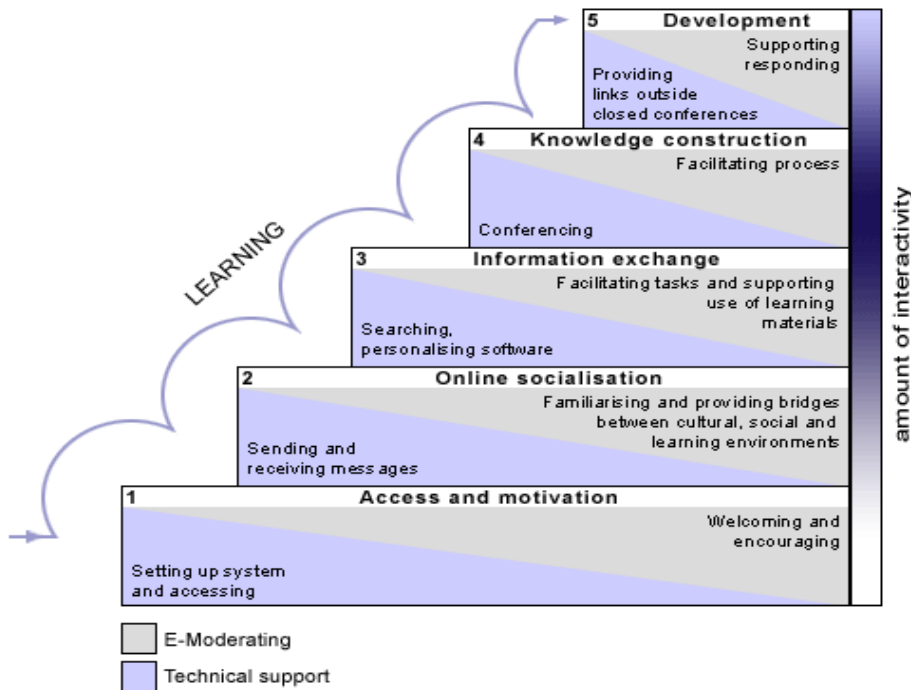 5 Development
Supporting
responding
Providing
links outside
closed conferences
4 Knowledge construction
Facilitating process
Conferencing
3 Information exchange
Facilitating tasks and supporting
use of learning
materials
Searching,
personalising software
2 Online socialisation
Familiarising and providing bridges
between cultural, social and
learning environments
Sending and
receiving messages
1 Access and motivation
Welcoming and
encouraging
Setting up system
and accessing
LEARNING
amount of interactivity
E-Moderating
Technical support